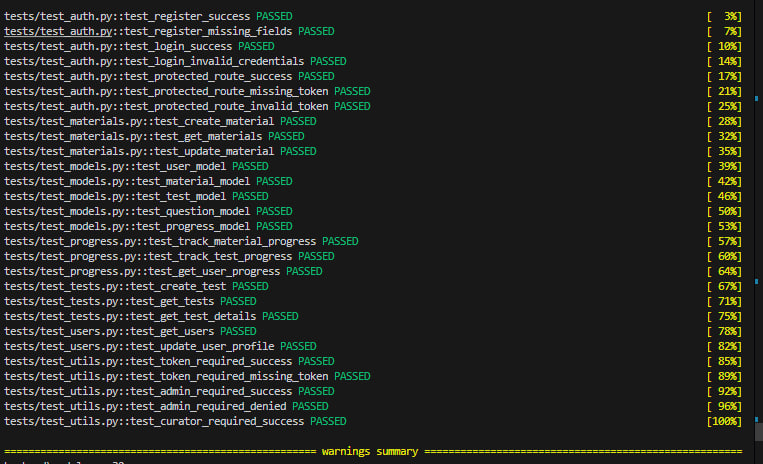 tests/test_auth.py::test_register_success PASSED [  3%]
tests/test_auth.py::test_register_missing_fields PASSED [  7%]
tests/test_auth.py::test_login_success PASSED [ 10%]
tests/test_auth.py::test_login_invalid_credentials PASSED [ 14%]
tests/test_auth.py::test_protected_route_success PASSED [ 17%]
tests/test_auth.py::test_protected_route_missing_token PASSED [ 21%]
tests/test_auth.py::test_protected_route_invalid_token PASSED [ 25%]
tests/test_materials.py::test_create_material PASSED [ 28%]
tests/test_materials.py::test_get_materials PASSED [ 32%]
tests/test_materials.py::test_update_material PASSED [ 35%]
tests/test_models.py::test_user_model PASSED [ 39%]
tests/test_models.py::test_material_model PASSED [ 42%]
tests/test_models.py::test_test_model PASSED [ 46%]
tests/test_models.py::test_question_model PASSED [ 50%]
tests/test_models.py::test_progress_model PASSED [ 53%]
tests/test_progress.py::test_track_material_progress PASSED [ 57%]
tests/test_progress.py::test_track_test_progress PASSED [ 60%]
tests/test_progress.py::test_get_user_progress PASSED [ 64%]
tests/test_tests.py::test_create_test PASSED [ 67%]
tests/test_tests.py::test_get_tests PASSED [ 71%]
tests/test_tests.py::test_get_test_details PASSED [ 75%]
tests/test_users.py::test_get_users PASSED [ 78%]
tests/test_users.py::test_update_user_profile PASSED [ 82%]
tests/test_utils.py::test_token_required_success PASSED [ 85%]
tests/test_utils.py::test_token_required_missing_token PASSED [ 89%]
tests/test_utils.py::test_admin_required_success PASSED [ 92%]
tests/test_utils.py::test_admin_required_denied PASSED [ 96%]
tests/test_utils.py::test_curator_required_success PASSED [100%]
==================================================== warnings summary =====================================================